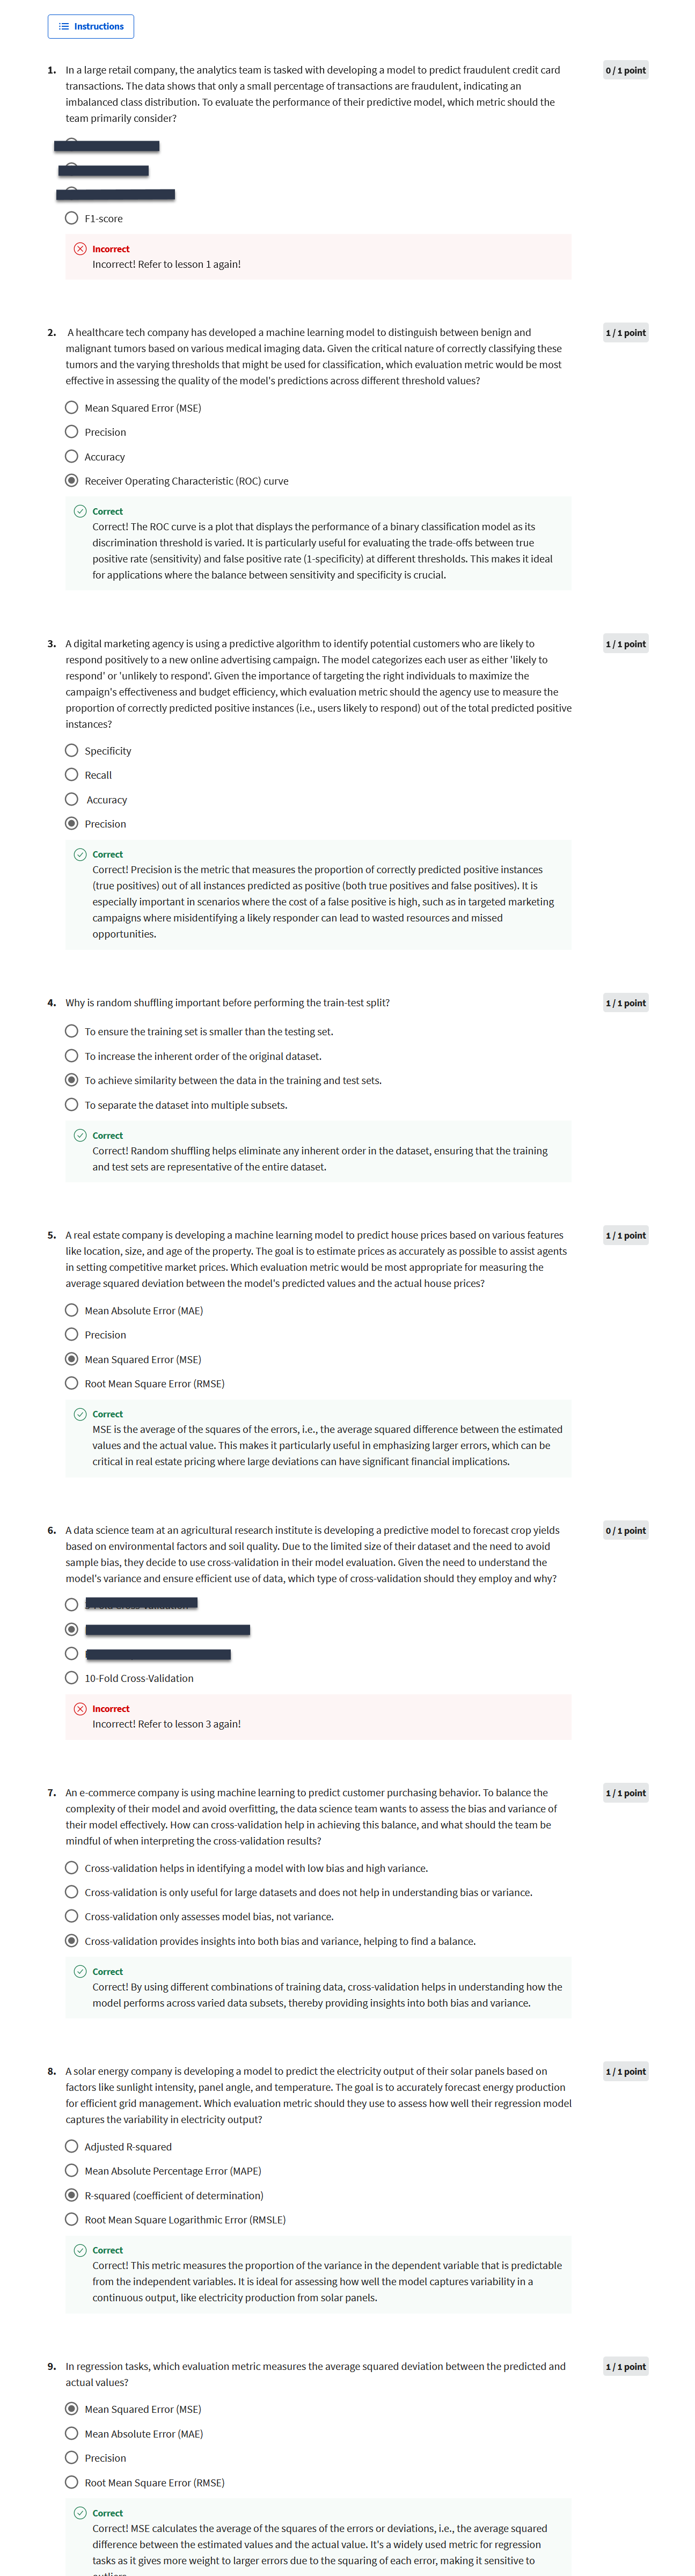 Instructions
1. In a large retail company, the analytics team is tasked with developing a model to predict fraudulent credit card
0 / 1 point
transactions. The data shows that only a small percentage of transactions are fraudulent, indicating an
imbalanced class distribution. To evaluate the performance of their predictive model, which metric should the
team primarily consider?
F1-score
Incorrect
Incorrect! Refer to lesson 1 again!
2. A healthcare tech company has developed a machine learning model to distinguish between benign and
1 / 1 point
malignant tumors based on various medical imaging data. Given the critical nature of correctly classifying these
tumors and the varying thresholds that might be used for classification, which evaluation metric would be most
effective in assessing the quality of the model's predictions across different threshold values?
Mean Squared Error (MSE)
Precision
Accuracy
Receiver Operating Characteristic (ROC) curve
Correct
Correct! The ROC curve is a plot that displays the performance of a binary classification model as its
discrimination threshold is varied. It is particularly useful for evaluating the trade-offs between true
positive rate (sensitivity) and false positive rate (1-specificity) at different thresholds. This makes it ideal
for applications where the balance between sensitivity and specificity is crucial.
3. A digital marketing agency is using a predictive algorithm to identify potential customers who are likely to
1 / 1 point
respond positively to a new online advertising campaign. The model categorizes each user as either 'likely to
respond' or 'unlikely to respond'. Given the importance of targeting the right individuals to maximize the
campaign's effectiveness and budget efficiency, which evaluation metric should the agency use to measure the
proportion of correctly predicted positive instances (i.e., users likely to respond) out of the total predicted positive
instances?
Specificity
Recall
Accuracy
Precision
Correct
Correct! Precision is the metric that measures the proportion of correctly predicted positive instances
(true positives) out of all instances predicted as positive (both true positives and false positives). It is
especially important in scenarios where the cost of a false positive is high, such as in targeted marketing
campaigns where misidentifying a likely responder can lead to wasted resources and missed
opportunities.
4. Why is random shuffling important before performing the train-test split?
1 / 1 point
To ensure the training set is smaller than the testing set.
To increase the inherent order of the original dataset.
To achieve similarity between the data in the training and test sets.
To separate the dataset into multiple subsets.
Correct
Correct! Random shuffling helps eliminate any inherent order in the dataset, ensuring that the training
and test sets are representative of the entire dataset.
5. A real estate company is developing a machine learning model to predict house prices based on various features
1 / 1 point
like location, size, and age of the property. The goal is to estimate prices as accurately as possible to assist agents
in setting competitive market prices. Which evaluation metric would be most appropriate for measuring the
average squared deviation between the model's predicted values and the actual house prices?
Mean Absolute Error (MAE)
Precision
Mean Squared Error (MSE)
Root Mean Square Error (RMSE)
Correct
MSE is the average of the squares of the errors, i.e., the average squared difference between the estimated
values and the actual value. This makes it particularly useful in emphasizing larger errors, which can be
critical in real estate pricing where large deviations can have significant financial implications.
6. A data science team at an agricultural research institute is developing a predictive model to forecast crop yields
0 / 1 point
based on environmental factors and soil quality. Due to the limited size of their dataset and the need to avoid
sample bias, they decide to use cross-validation in their model evaluation. Given the need to understand the
model's variance and ensure efficient use of data, which type of cross-validation should they employ and why?
10-Fold Cross-Validation
Incorrect
Incorrect! Refer to lesson 3 again!
7. An e-commerce company is using machine learning to predict customer purchasing behavior. To balance the
1 / 1 point
complexity of their model and avoid overfitting, the data science team wants to assess the bias and variance of
their model effectively. How can cross-validation help in achieving this balance, and what should the team be
mindful of when interpreting the cross-validation results?
Cross-validation helps in identifying a model with low bias and high variance.
Cross-validation is only useful for large datasets and does not help in understanding bias or variance.
Cross-validation only assesses model bias, not variance.
Cross-validation provides insights into both bias and variance, helping to find a balance.
Correct
Correct! By using different combinations of training data, cross-validation helps in understanding how the
model performs across varied data subsets, thereby providing insights into both bias and variance.
8. A solar energy company is developing a model to predict the electricity output of their solar panels based on
1 / 1 point
factors like sunlight intensity, panel angle, and temperature. The goal is to accurately forecast energy production
for efficient grid management. Which evaluation metric should they use to assess how well their regression model
captures the variability in electricity output?
Adjusted R-squared
Mean Absolute Percentage Error (MAPE)
R-squared (coefficient of determination)
Root Mean Square Logarithmic Error (RMSLE)
Correct
Correct! This metric measures the proportion of the variance in the dependent variable that is predictable
from the independent variables. It is ideal for assessing how well the model captures variability in a
continuous output, like electricity production from solar panels.
9. In regression tasks, which evaluation metric measures the average squared deviation between the predicted and
1 / 1 point
actual values?
Mean Squared Error (MSE)
Mean Absolute Error (MAE)
Precision
Root Mean Square Error (RMSE)
Correct
Correct! MSE calculates the average of the squares of the errors or deviations, i.e., the average squared
difference between the estimated values and the actual value. It's a widely used metric for regression
tasks as it gives more weight to larger errors due to the squaring of each error, making it sensitive to